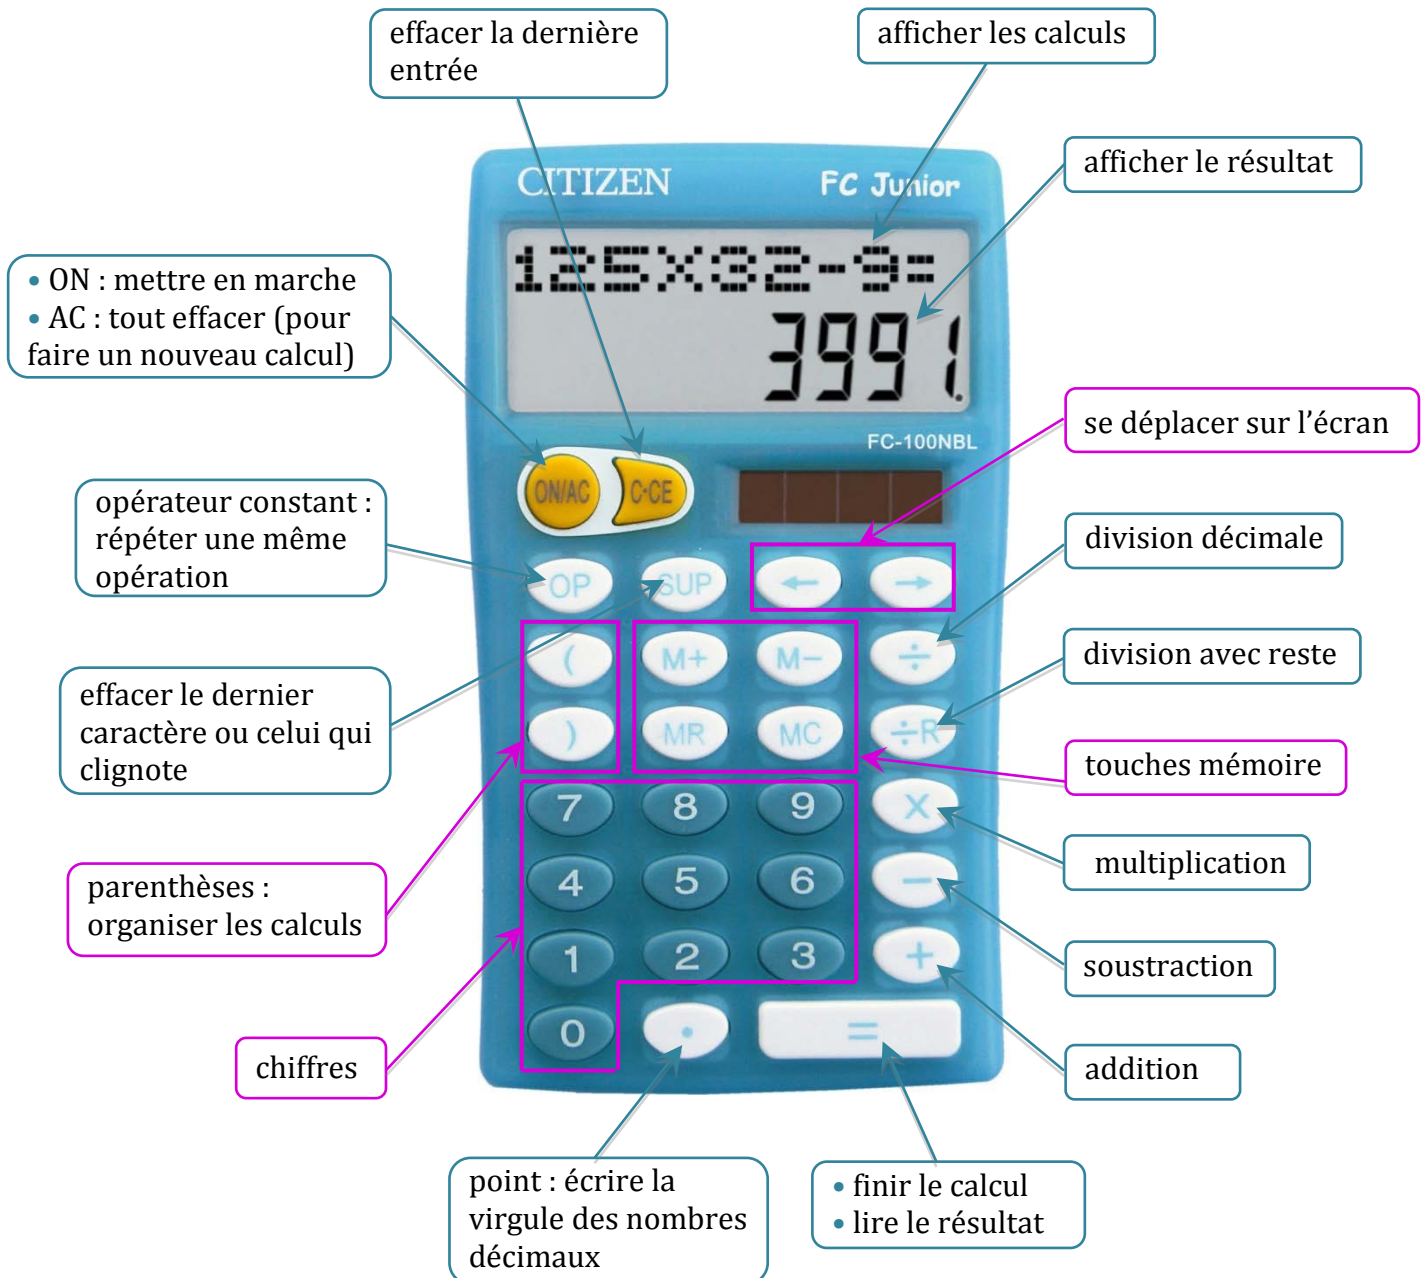 effacer la dernière
entrée
afficher les calculs
afficher le résultat
CITIZEN
FC Junior
125×32-9=
3991.
• ON : mettre en marche
• AC : tout effacer (pour
faire un nouveau calcul)
se déplacer sur l’écran
FC-100NBL
ON/AC
C·CE
opérateur constant :
répéter une même
opération
division décimale
OP
SUP
←
→
(
M+
M−
÷
division avec reste
effacer le dernier
caractère ou celui qui
clignote
)
MR
MC
÷R
touches mémoire
7
8
9
×
multiplication
parenthèses :
organiser les calculs
4
5
6
−
soustraction
1
2
3
+
chiffres
0
·
=
addition
point : écrire la
virgule des nombres
décimaux
• finir le calcul
• lire le résultat